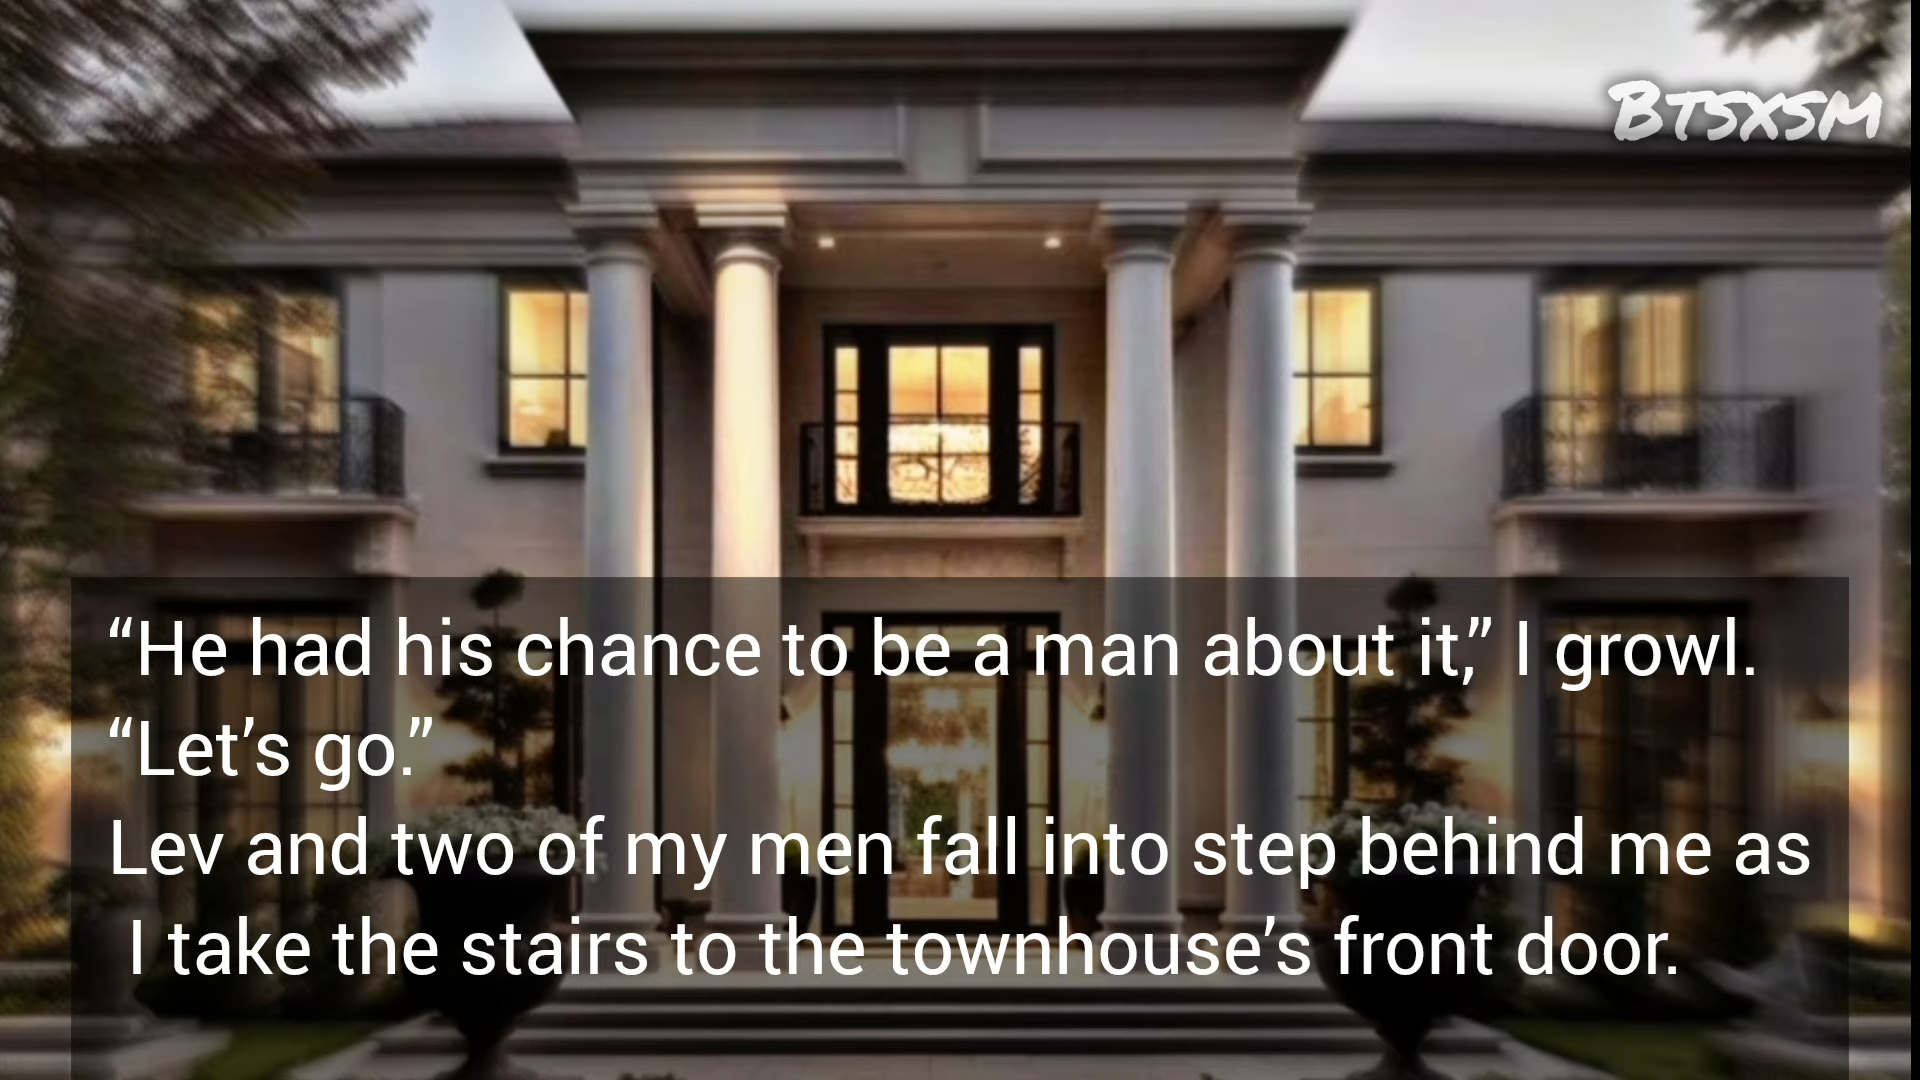 BTSXSM
“He had his chance to be a man about it,” I growl.
“Let’s go.”
Lev and two of my men fall into step behind me as
I take the stairs to the townhouse’s front door.